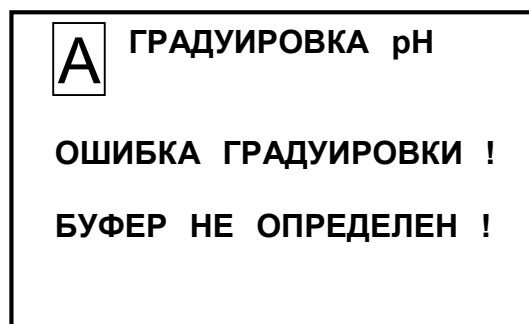 А ГРАДУИРОВКА pH
ОШИБКА ГРАДУИРОВКИ !
БУФЕР НЕ ОПРЕДЕЛЕН !